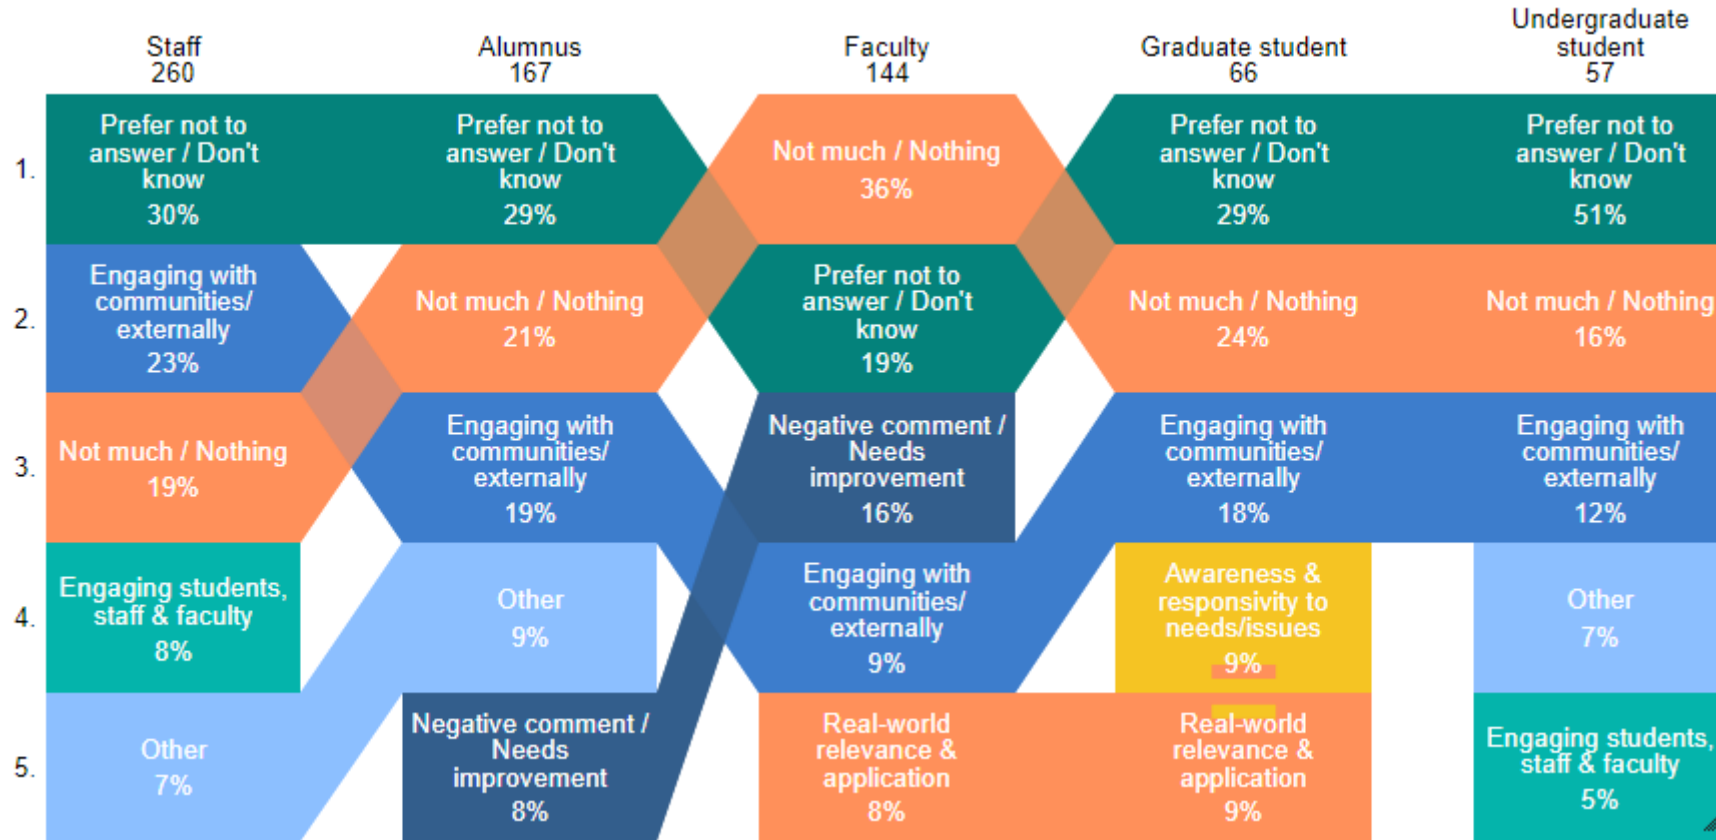 Staff
260
Alumnus
167
Faculty
144
Graduate student
66
Undergraduate
student
57
1.
Prefer not to
answer / Don't
know
30%
Prefer not to
answer / Don't
know
29%
Not much / Nothing
36%
Prefer not to
answer / Don't
know
29%
Prefer not to
answer / Don't
know
51%
2.
Engaging with
communities/
externally
23%
Not much / Nothing
21%
Prefer not to
answer / Don't
know
19%
Not much / Nothing
24%
Not much / Nothing
16%
3.
Not much / Nothing
19%
Engaging with
communities/
externally
19%
Negative comment /
Needs
improvement
16%
Engaging with
communities/
externally
18%
Engaging with
communities/
externally
12%
4.
Engaging students,
staff & faculty
8%
Other
9%
Engaging with
communities/
externally
9%
Awareness &
responsivity to
needs/issues
9%
Other
7%
5.
Other
7%
Negative comment /
Needs
improvement
8%
Real-world
relevance &
application
8%
Real-world
relevance &
application
9%
Engaging students,
staff & faculty
5%